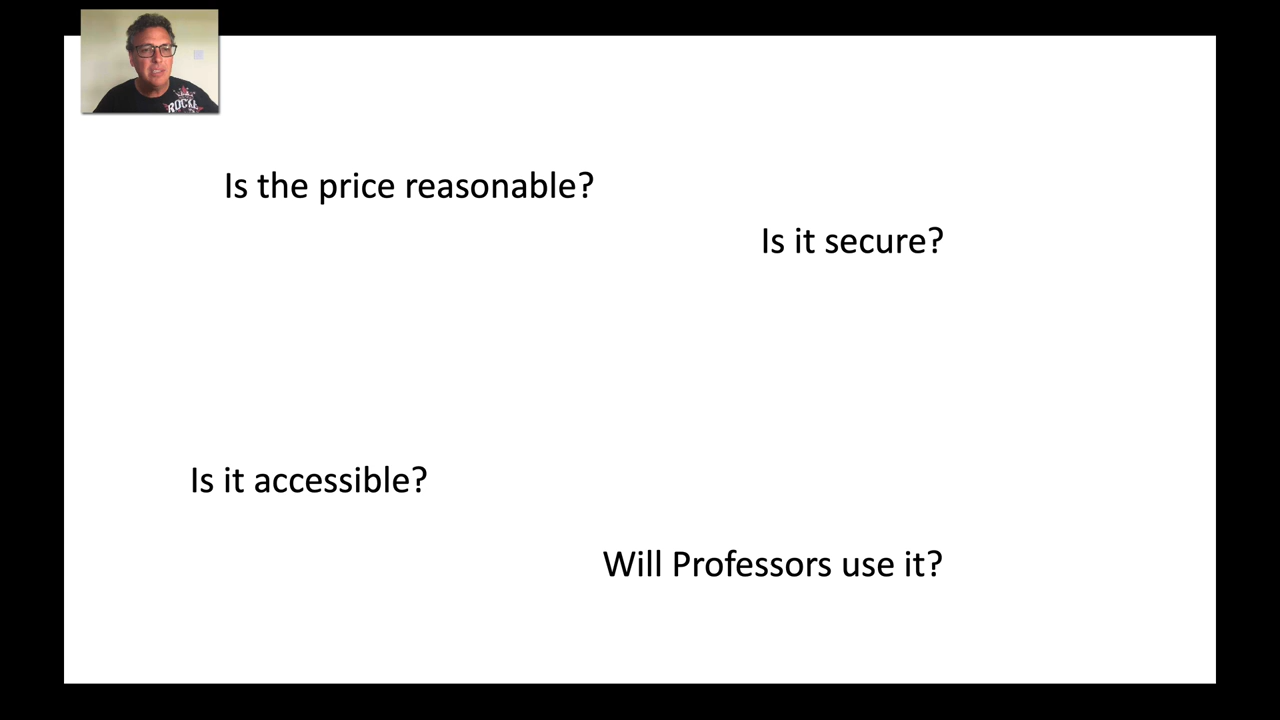 ROCK
Is the price reasonable?
Is it secure?
Is it accessible?
Will Professors use it?